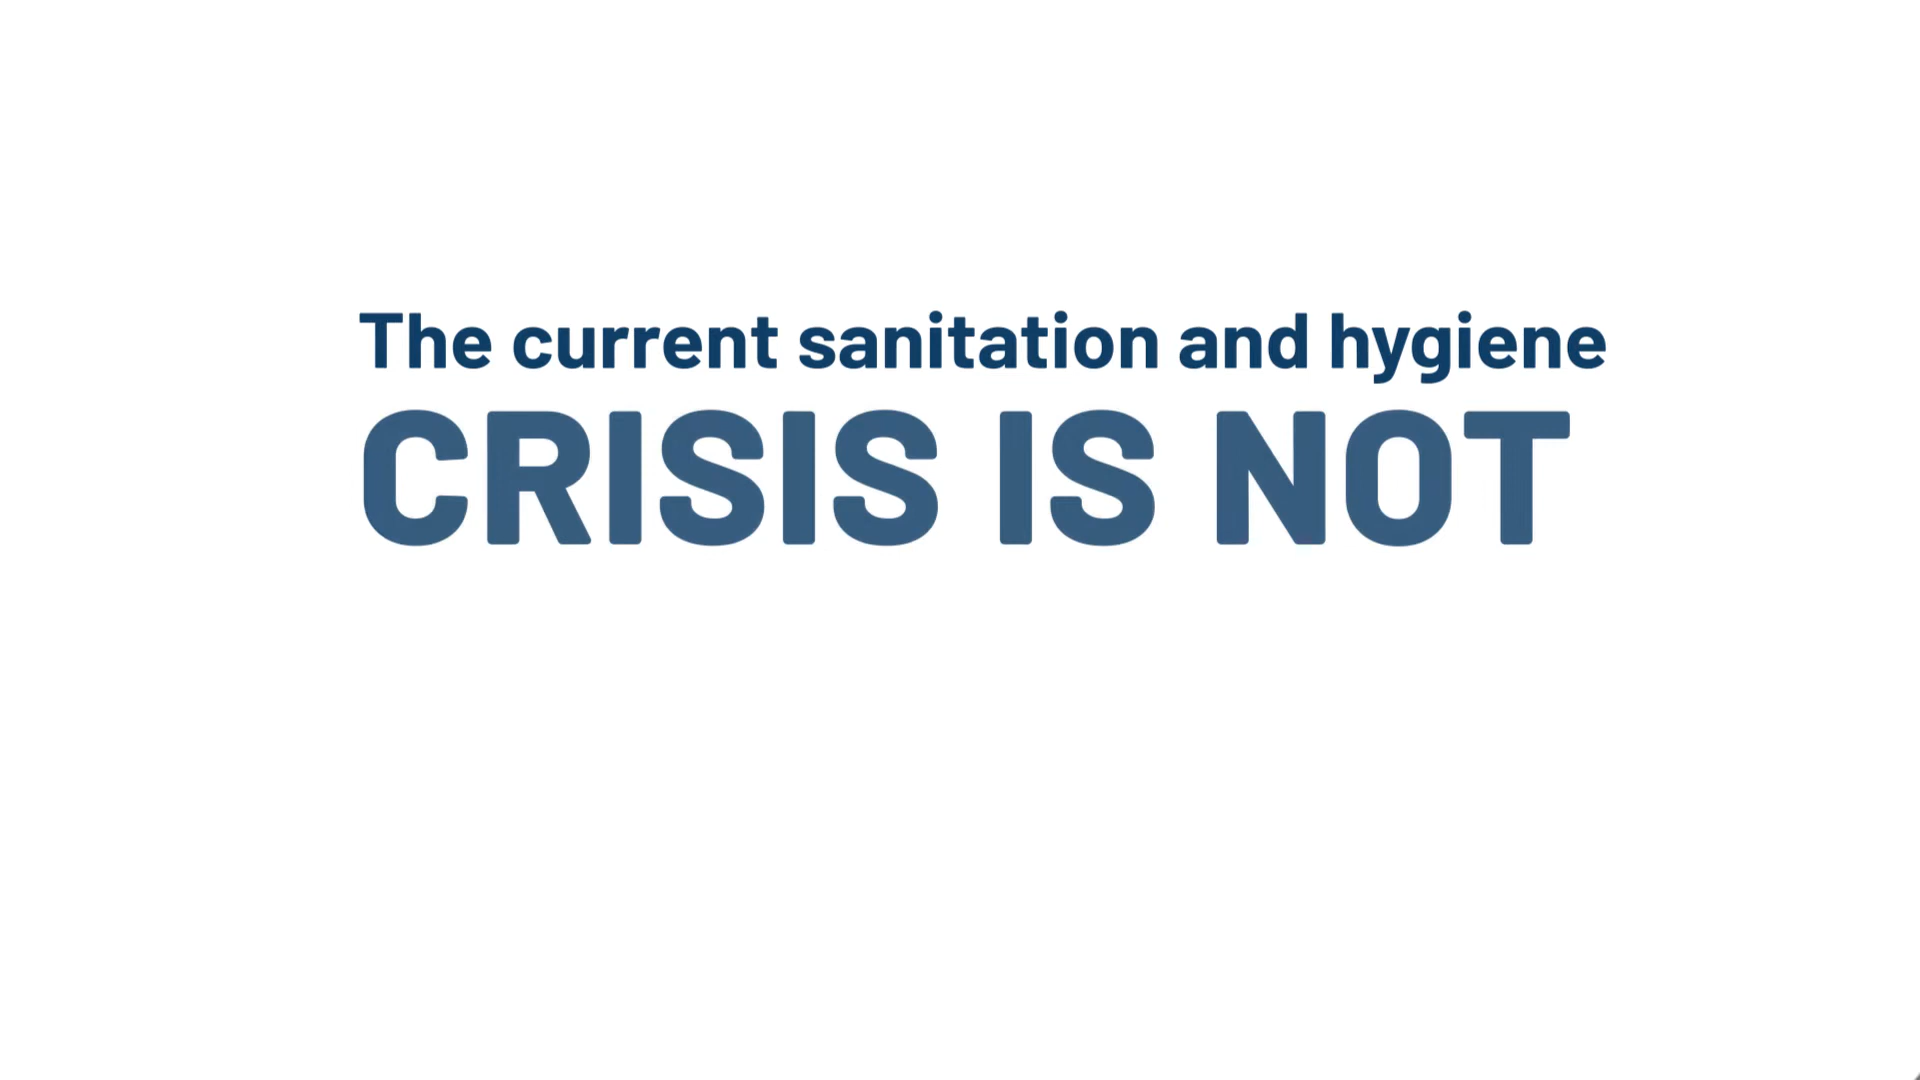 The current sanitation and hygiene
CRISIS IS NOT